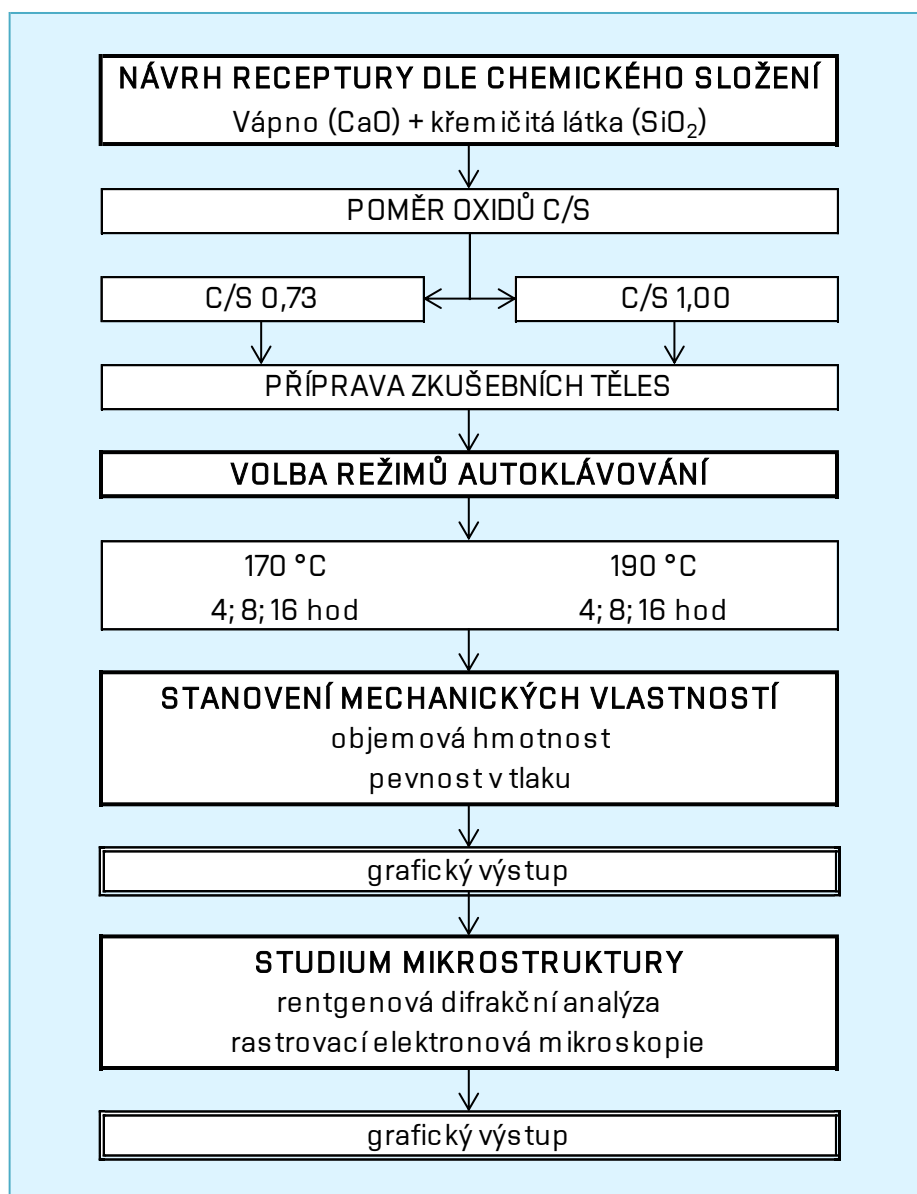 NÁVRH RECEPTURY DLE CHEMICKÉHO SLOŽENÍ
Vápno (CaO) + křemičitá látka (SiO₂)
POMĚR OXIDŮ C/S
C/S 0,73
C/S 1,00
PŘÍPRAVA ZKUŠEBNÍCH TĚLES
VOLBA REŽIMŮ AUTOKLÁVOVÁNÍ
170 °C 190 °C
4; 8; 16 hod 4; 8; 16 hod
STANOVENÍ MECHANICKÝCH VLASTNOSTÍ
objemová hmotnost
pevnost v tlaku
grafický výstup
STUDIUM MIKROSTRUKTURY
rentgenová difrakční analýza
rastrovací elektronová mikroskopie
grafický výstup